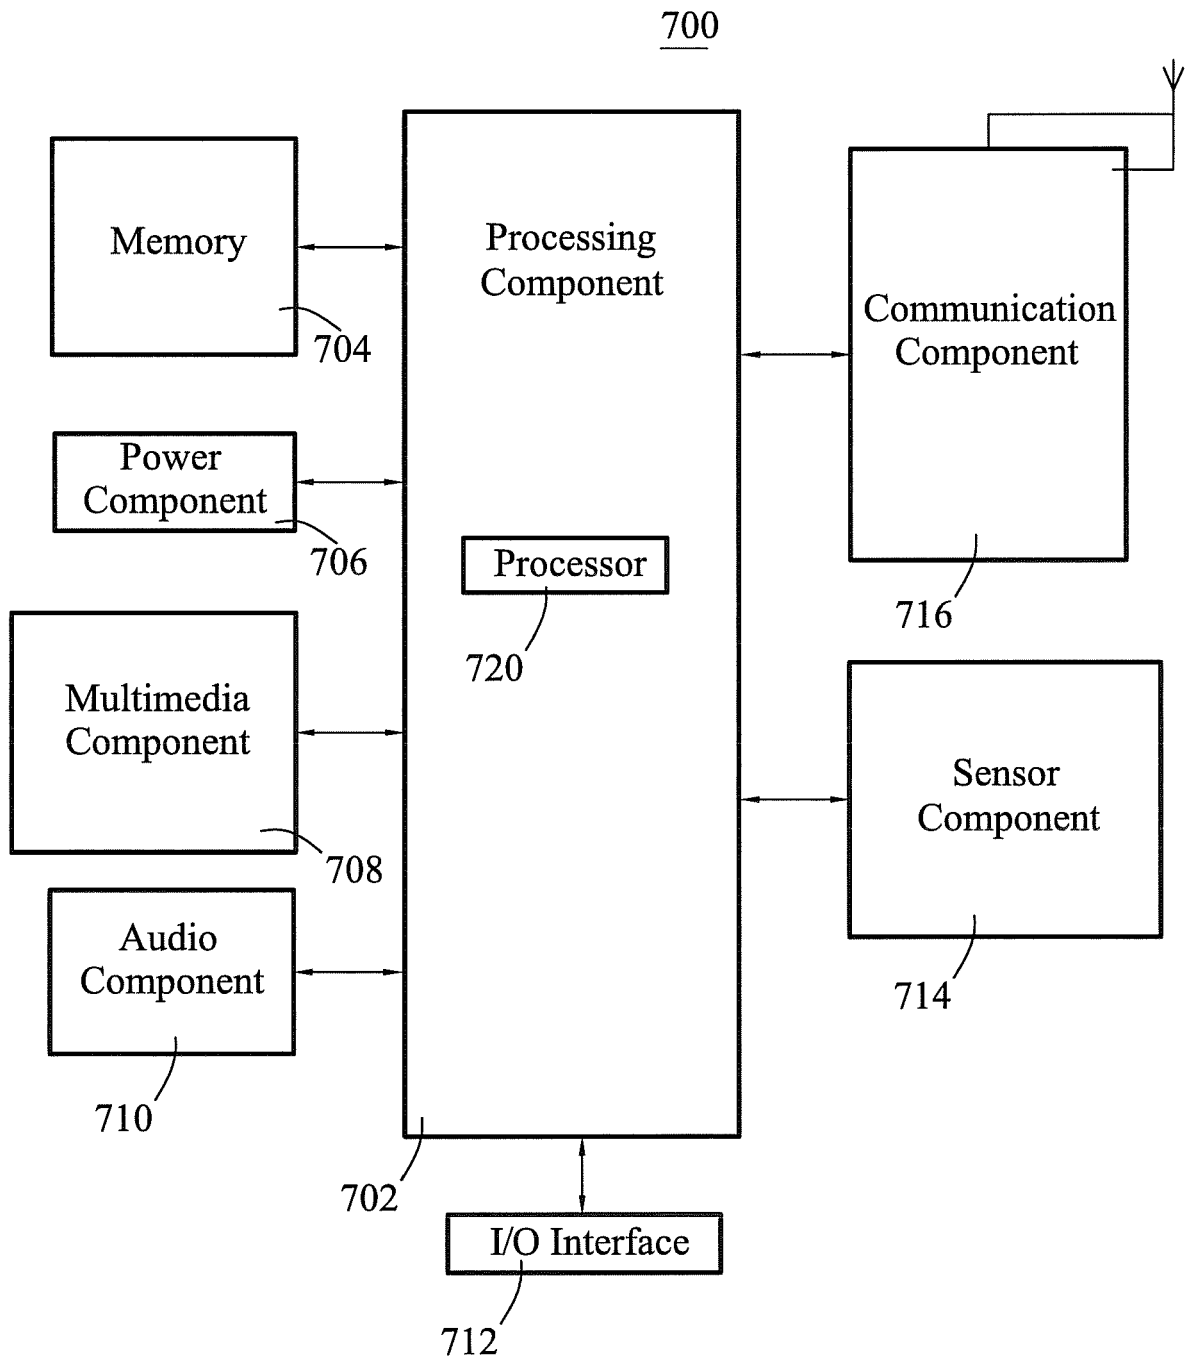 700
Memory
704
Processing
Component
Communication
Component
716
Power
Component
706
Processor
720
Multimedia
Component
708
Sensor
Component
714
Audio
Component
710
702
I/O Interface
712